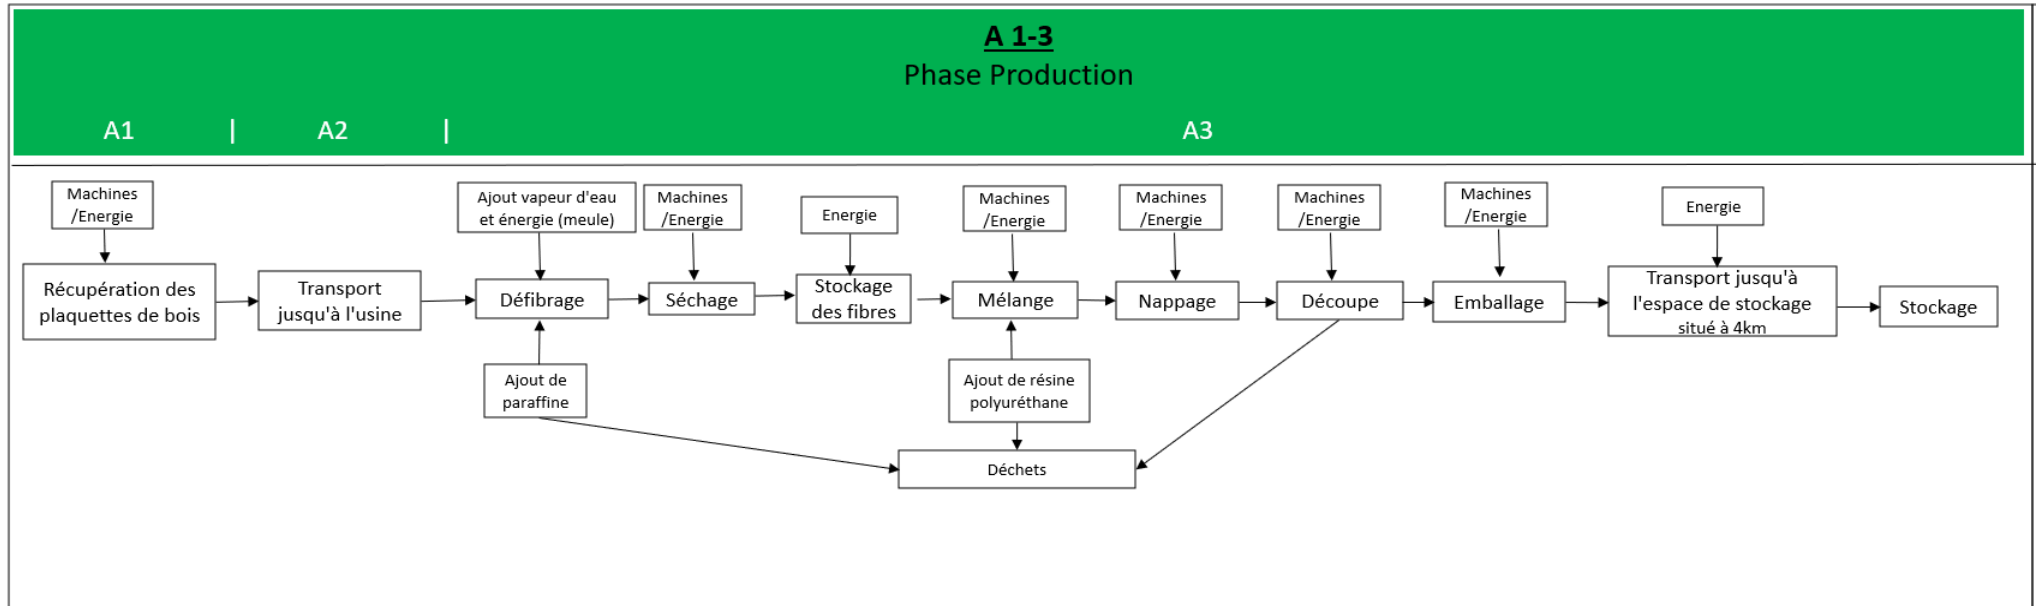 A 1-3
Phase Production
A1 | A2 | A3
Machines
/Energie
Ajout vapeur d'eau
et énergie (meule)
Machines
/Energie
Energie
Machines
/Energie
Machines
/Energie
Machines
/Energie
Machines
/Energie
Energie
Récupération des
plaquettes de bois
Transport
jusqu'à l'usine
Défibrage
Séchage
Stockage
des fibres
Mélange
Nappage
Découpe
Emballage
Transport jusqu'à
l'espace de stockage
situé à 4km
Stockage
Ajout de
paraffine
Ajout de résine
polyuréthane
Déchets